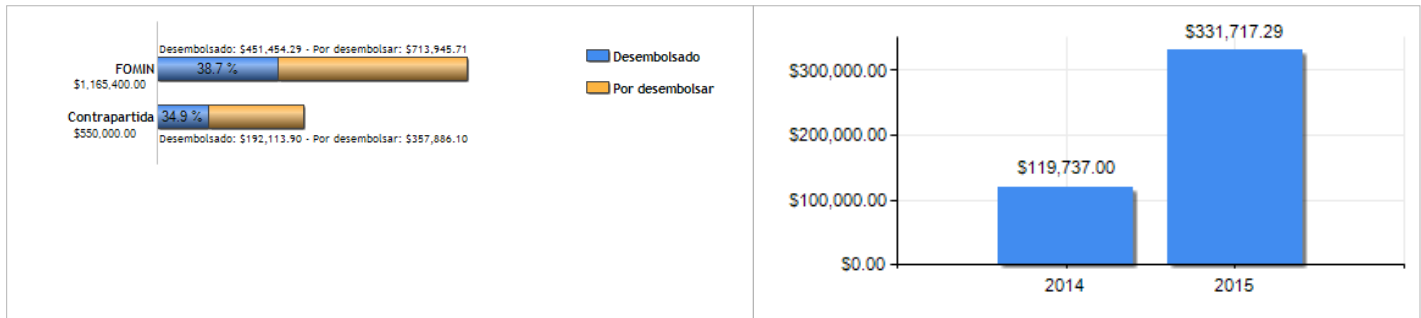 Desembolsado: $451,454.29 - Por desembolsar: $713,945.71
FOMIN
38.7 %
$1,165,400.00
Contrapartida
34.9 %
$550,000.00
Desembolsado: $192,113.90 - Por desembolsar: $357,886.10
Desembolsado
Por desembolsar
$331,717.29
$300,000.00
$200,000.00
$119,737.00
$100,000.00
$0.00
2014
2015